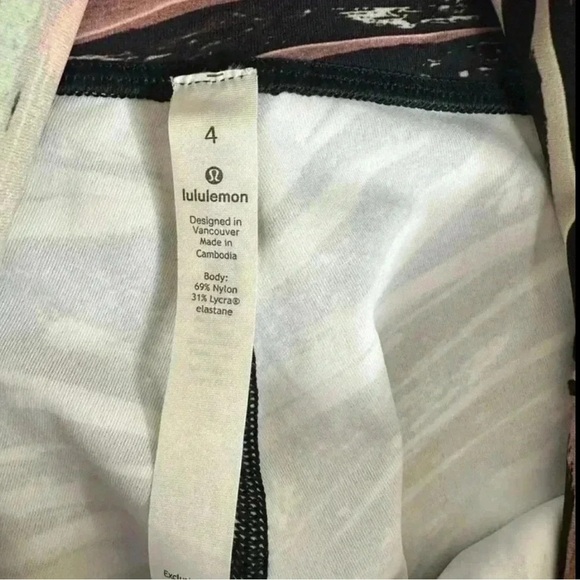 4
lululemon
Designed in
Vancouver
Made in
Cambodia
Body:
69% Nylon
31% Lycra®
elastane